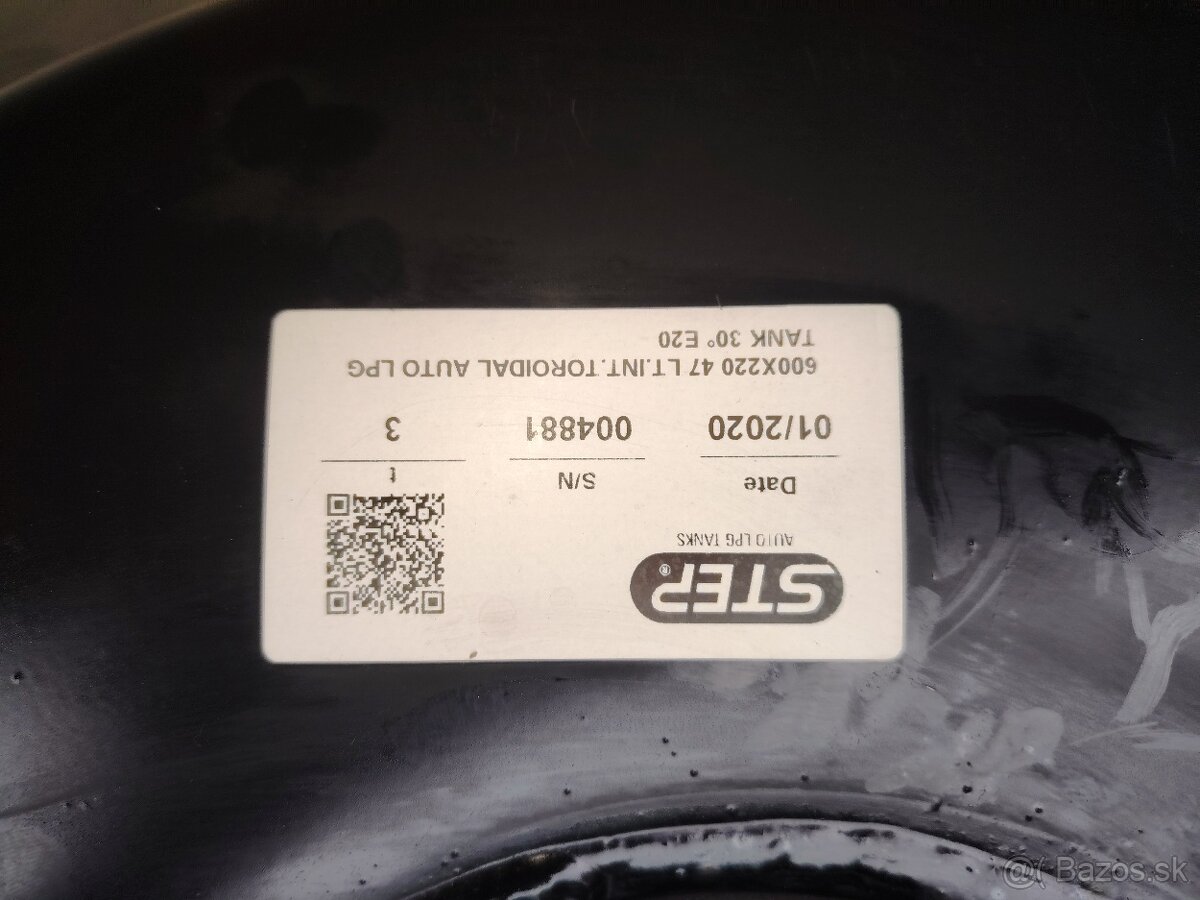 STEP®
AUTO LPG TANKS
Date S/N t
01/2020 004881 3
600X220 47 LT.INT.TOROIDAL AUTO LPG
TANK 30° E20
@( Bazos.sk